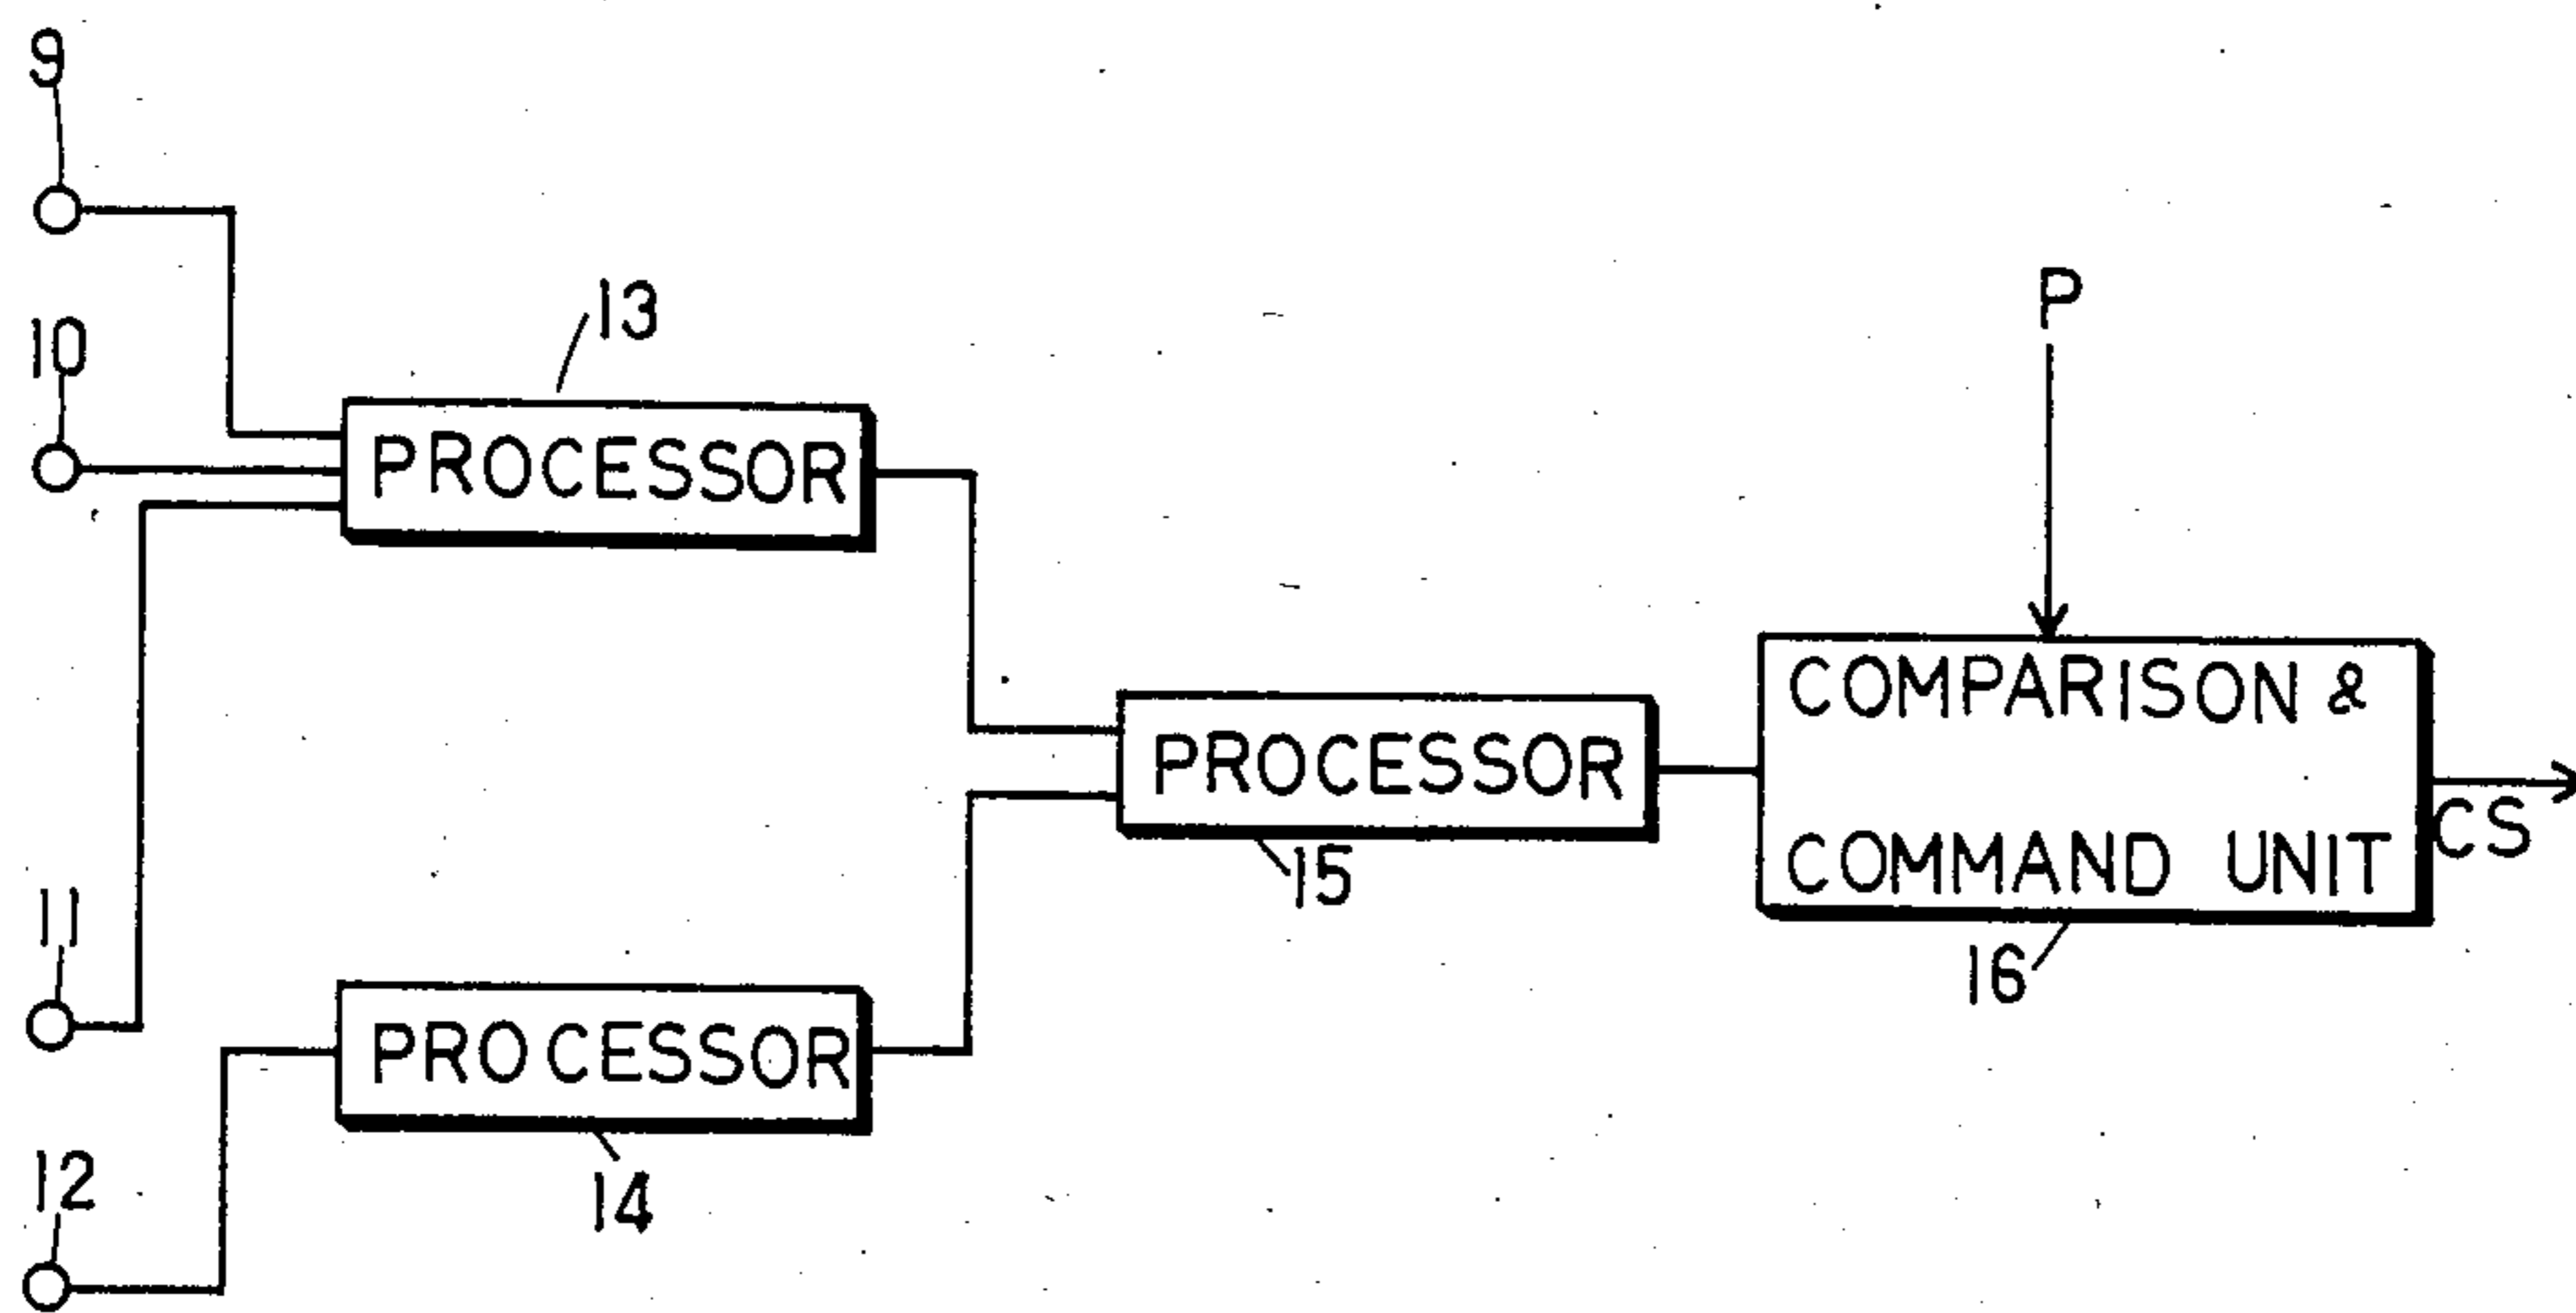 9
13
P
10
PROCESSOR
COMPARISON &
PROCESSOR
CS
COMMAND UNIT
15
11
16
PROCESSOR
12
14